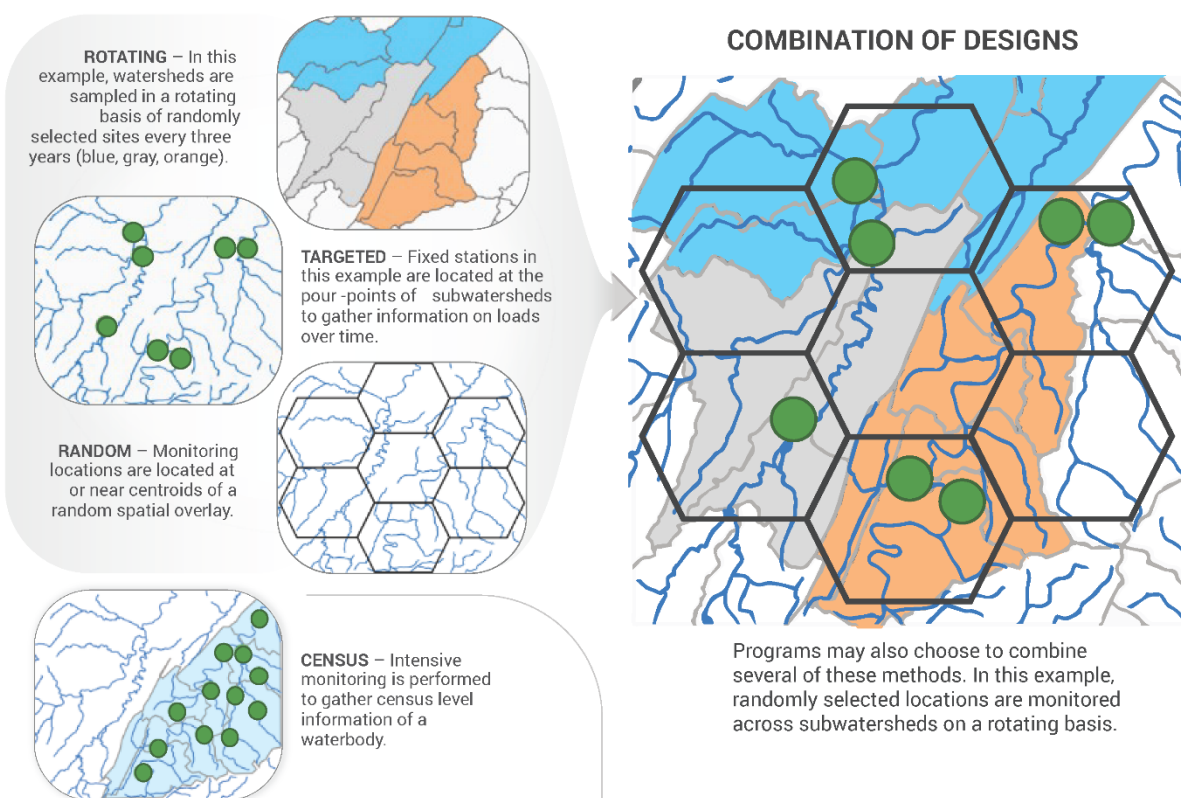 ROTATING – In this
example, watersheds are
sampled in a rotating
basis of randomly
selected sites every three
years (blue, gray, orange).
TARGETED – Fixed stations in
this example are located at the
pour -points of subwatersheds
to gather information on loads
over time.
RANDOM – Monitoring
locations are located at
or near centroids of a
random spatial overlay.
CENSUS – Intensive
monitoring is performed
to gather census level
information of a
waterbody.
COMBINATION OF DESIGNS
Programs may also choose to combine
several of these methods. In this example,
randomly selected locations are monitored
across subwatersheds on a rotating basis.